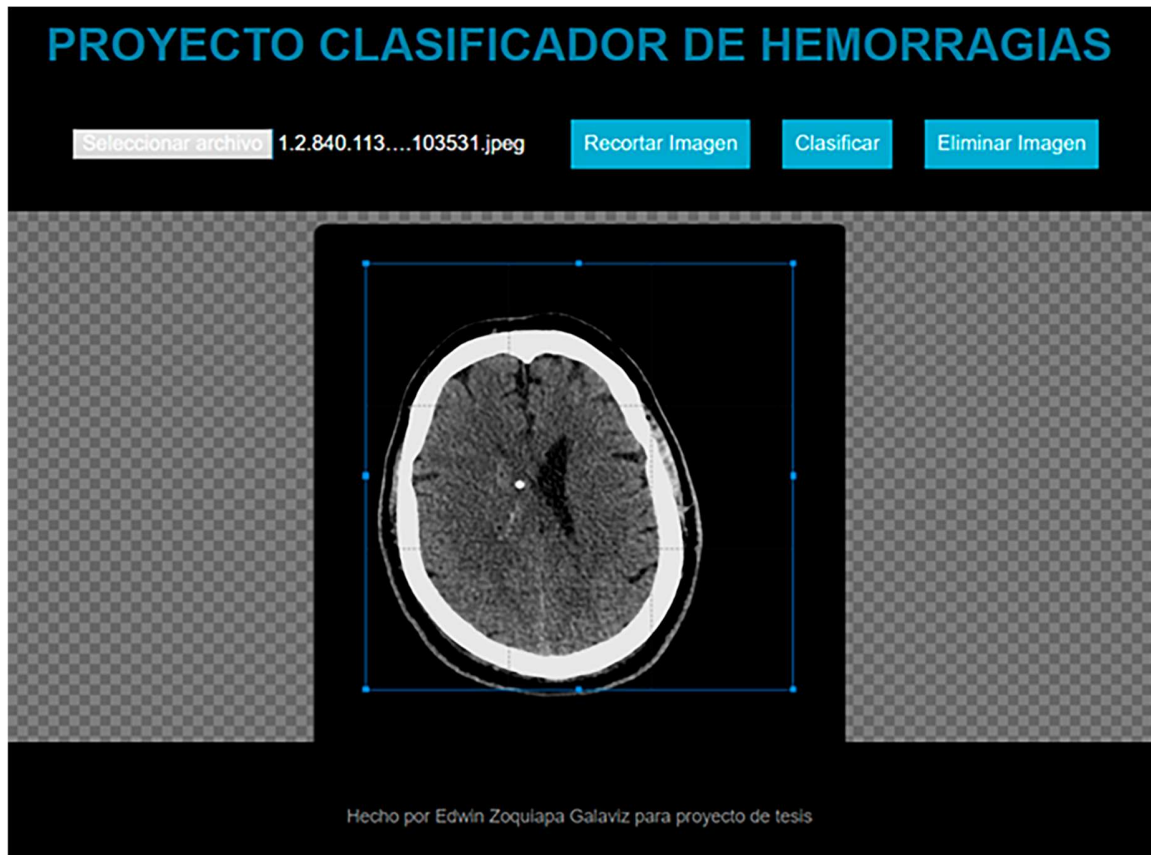 PROYECTO CLASIFICADOR DE HEMORRAGIAS
Seleccionar archivo 1.2.840.113....103531.jpeg Recortar Imagen Clasificar Eliminar Imagen
Hecho por Edwin Zoquiapa Galaviz para proyecto de tesis